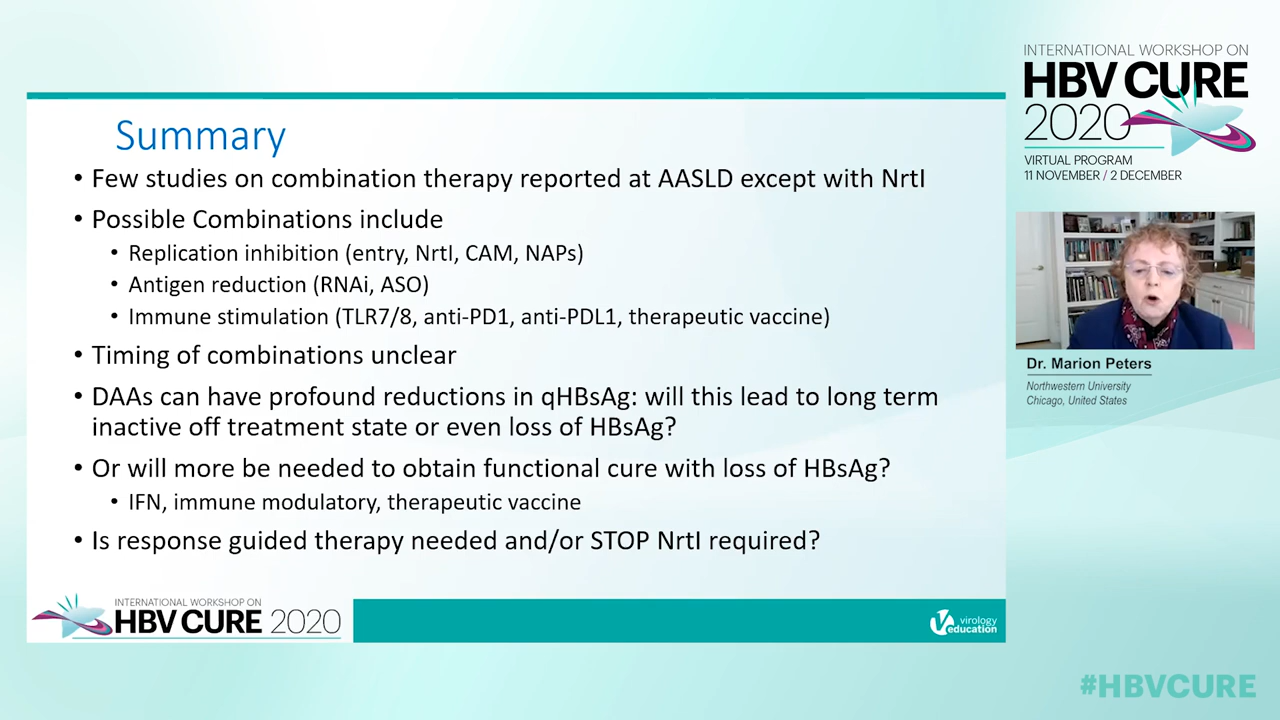 Summary
• Few studies on combination therapy reported at AASLD except with NrtI
• Possible Combinations include
• Replication inhibition (entry, NrtI, CAM, NAPs)
• Antigen reduction (RNAi, ASO)
• Immune stimulation (TLR7/8, anti-PD1, anti-PDL1, therapeutic vaccine)
• Timing of combinations unclear
• DAAs can have profound reductions in qHBsAg: will this lead to long term
inactive off treatment state or even loss of HBsAg?
• Or will more be needed to obtain functional cure with loss of HBsAg?
• IFN, immune modulatory, therapeutic vaccine
• Is response guided therapy needed and/or STOP NrtI required?
INTERNATIONAL WORKSHOP ON
HBV CURE 2020
virology
education
INTERNATIONAL WORKSHOP ON
HBV CURE
2020
VIRTUAL PROGRAM
11 NOVEMBER / 2 DECEMBER
Dr. Marion Peters
Northwestern University
Chicago, United States
#HBVCURE